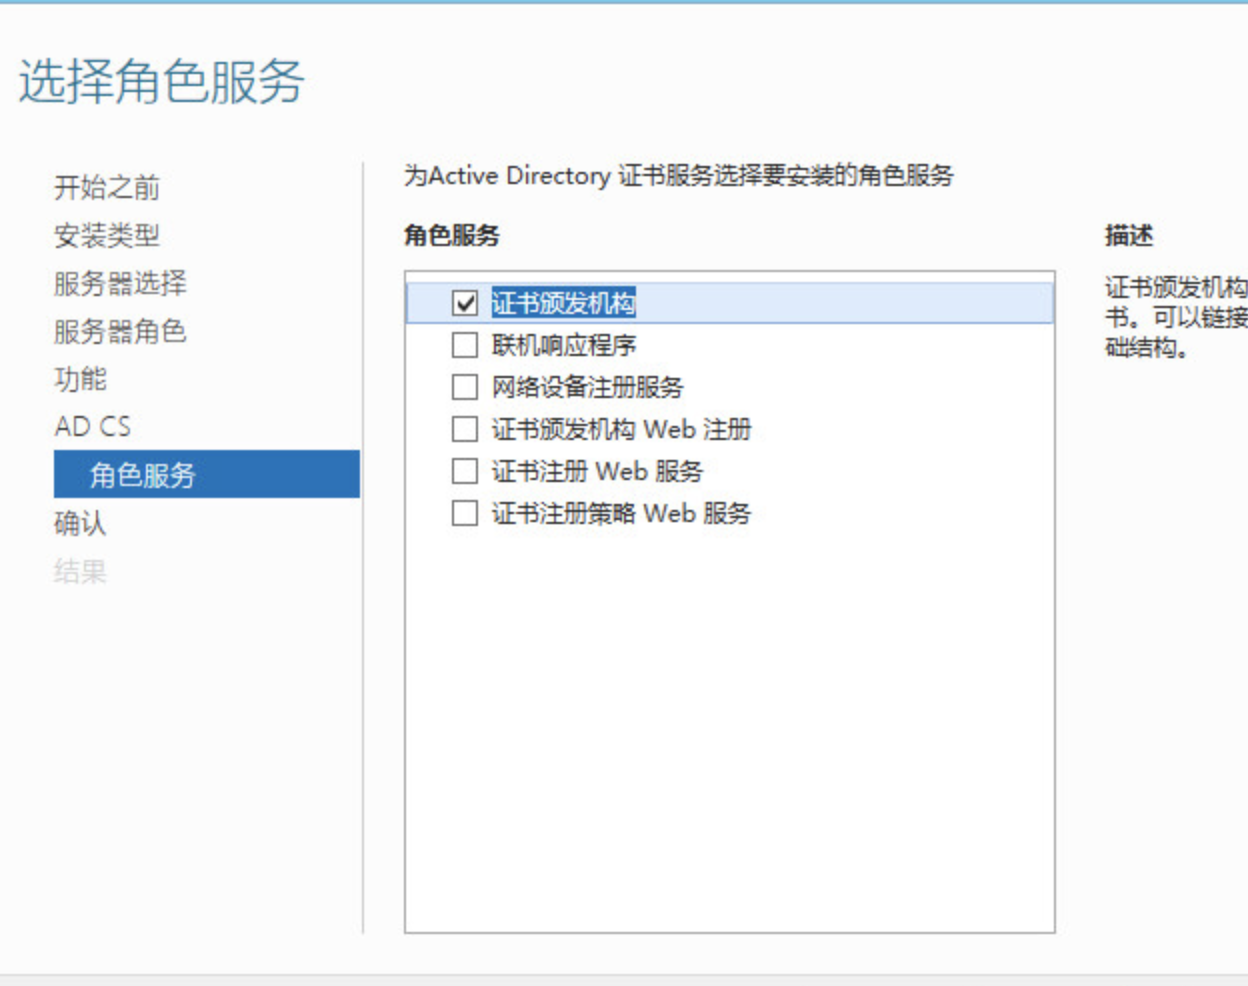 选择角色服务
开始之前
安装类型
服务器选择
服务器角色
功能
AD CS
角色服务
确认
结果
为Active Directory 证书服务选择要安装的角色服务
角色服务
证书颁发机构
联机响应程序
网络设备注册服务
证书颁发机构 Web 注册
证书注册 Web 服务
证书注册策略 Web 服务
描述
证书颁发机构
书。可以链接
础结构。